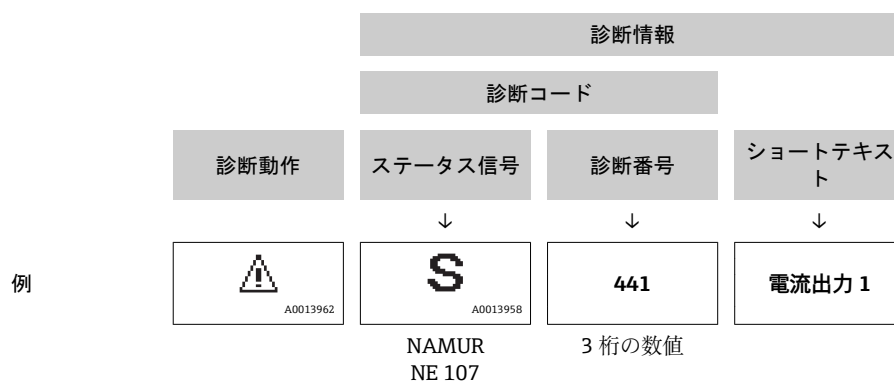 診断情報
診断コード
診断動作 ステータス信号 診断番号 ショートテキス
ト
↓ ↓ ↓
例 S 441 電流出力 1
A0013962 A0013958
NAMUR 3 桁の数値
NE 107